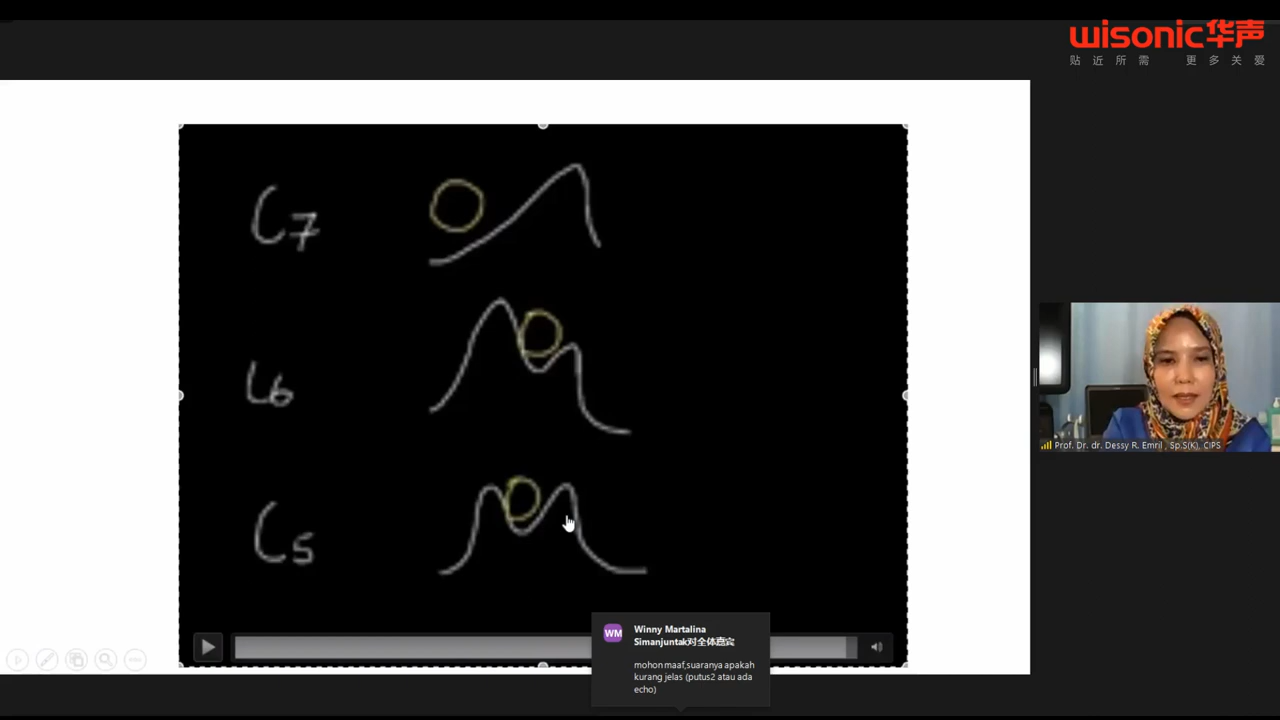 wisonic华声
贴近所需 更多关爱
C7
C6
C5
Prof. Dr. dr. Dessy R. Emril , Sp.S(K), CIPS
WM
Winny Martalina
Simanjuntak对全体嘉宾
mohon maaf,suaranya apakah
kurang jelas (putus2 atau ada
echo)